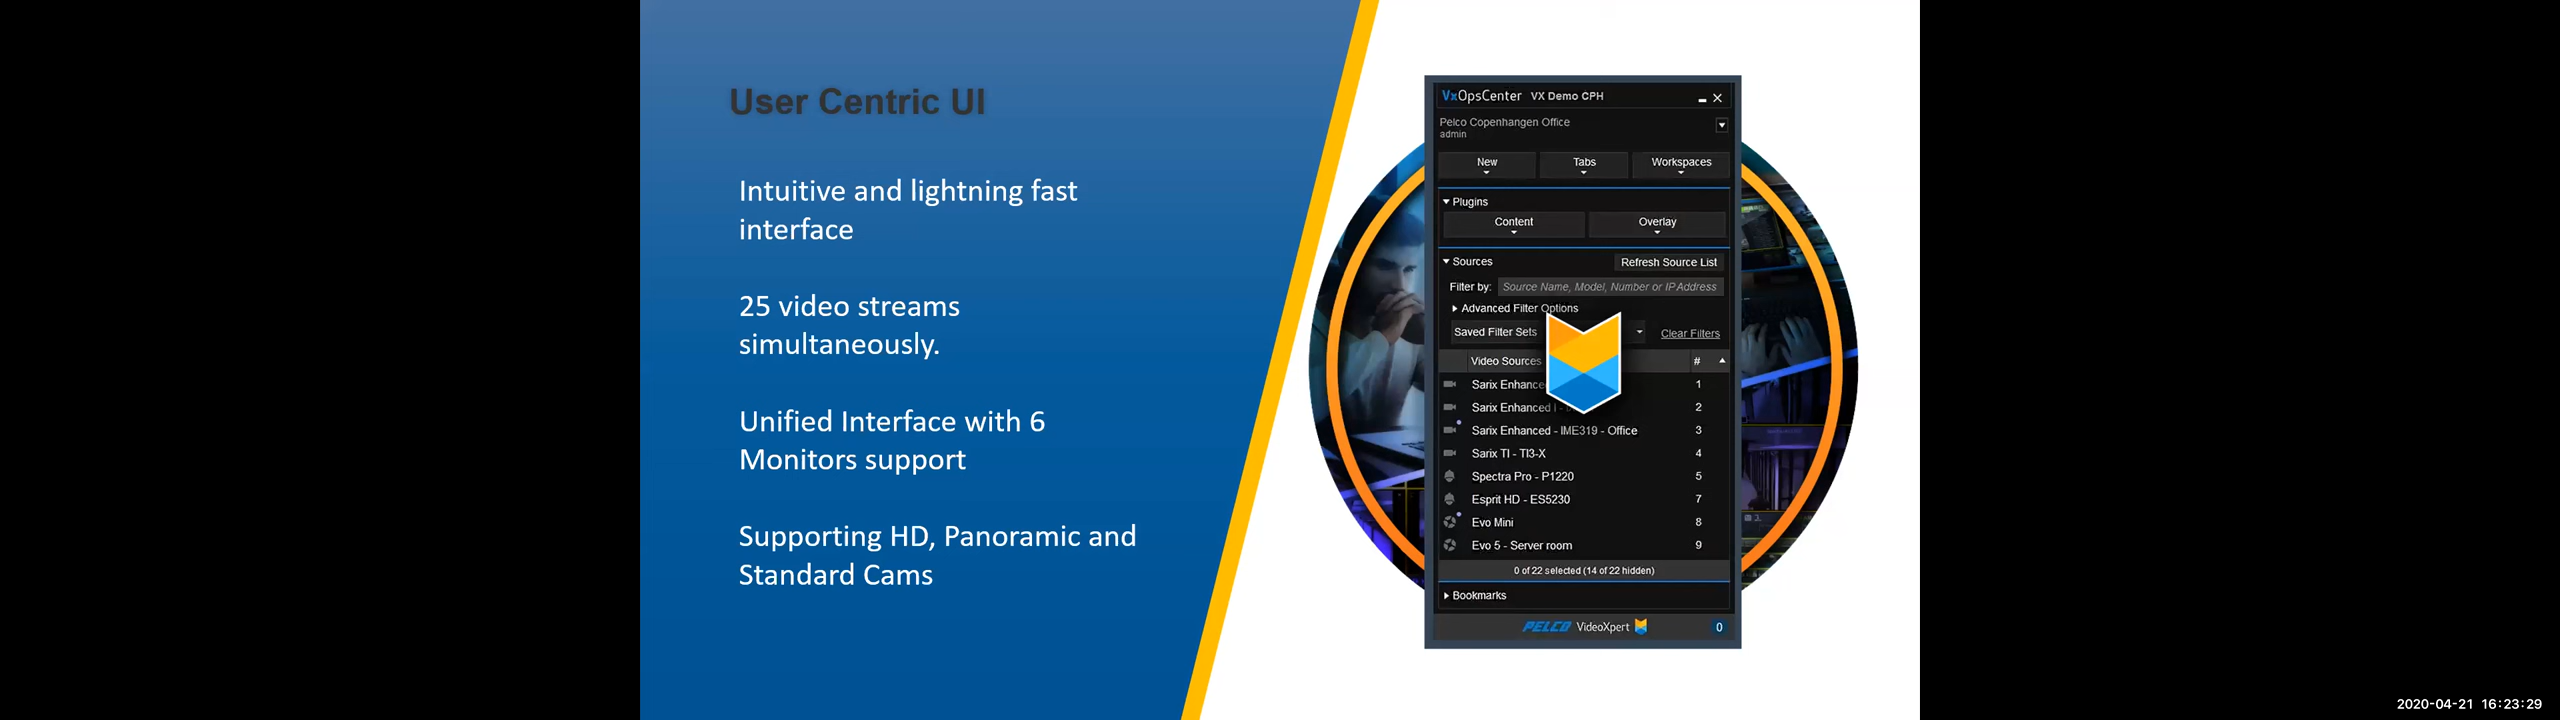 User Centric UI
Intuitive and lightning fast
interface
25 video streams
simultaneously.
Unified Interface with 6
Monitors support
Supporting HD, Panoramic and
Standard Cams
VxOpsCenter VX Demo CPH
Pelco Copenhangen Office
admin
New Tabs Workspaces
Plugins
Content Overlay
Sources Refresh Source List
Filter by: Source Name, Model, Number or IP Address
Advanced Filter Options
Saved Filter Sets Clear Filters
Video Sources #
Sarix Enhance 1
Sarix Enhanced I - 2
Sarix Enhanced - IME319 - Office 3
Sarix TI - TI3-X 4
Spectra Pro - P1220 5
Esprit HD - ES5230 7
Evo Mini 8
Evo 5 - Server room 9
0 of 22 selected (14 of 22 hidden)
Bookmarks
PELCO VideoXpert 0
2020-04-21 16:23:29